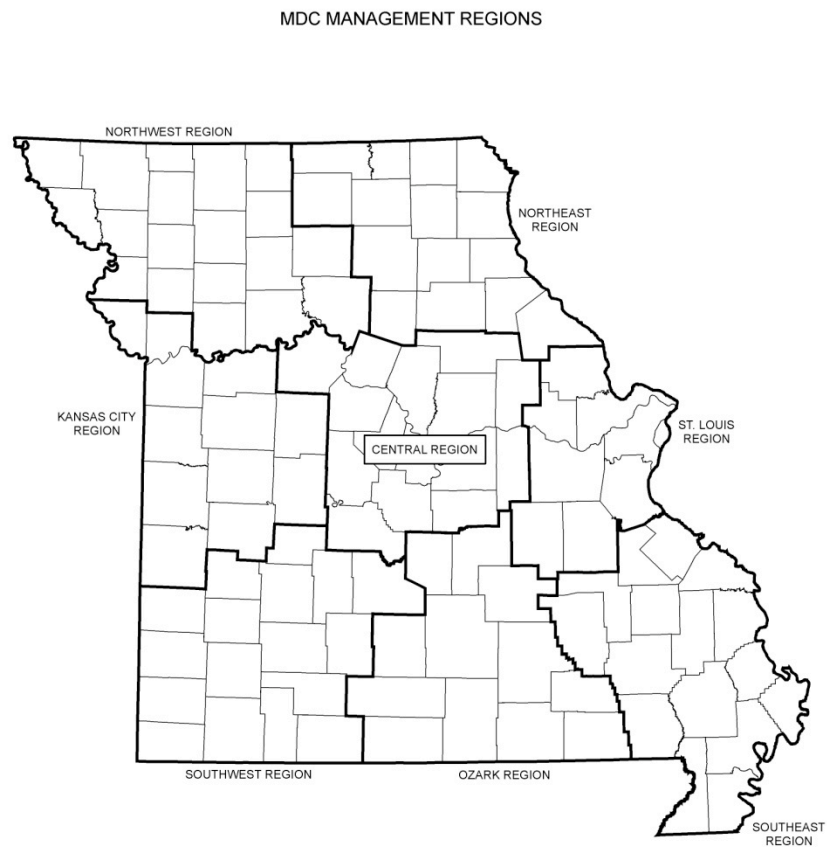 MDC MANAGEMENT REGIONS
NORTHWEST REGION
NORTHEAST
REGION
KANSAS CITY
REGION
CENTRAL REGION
ST. LOUIS
REGION
SOUTHWEST REGION
OZARK REGION
SOUTHEAST
REGION